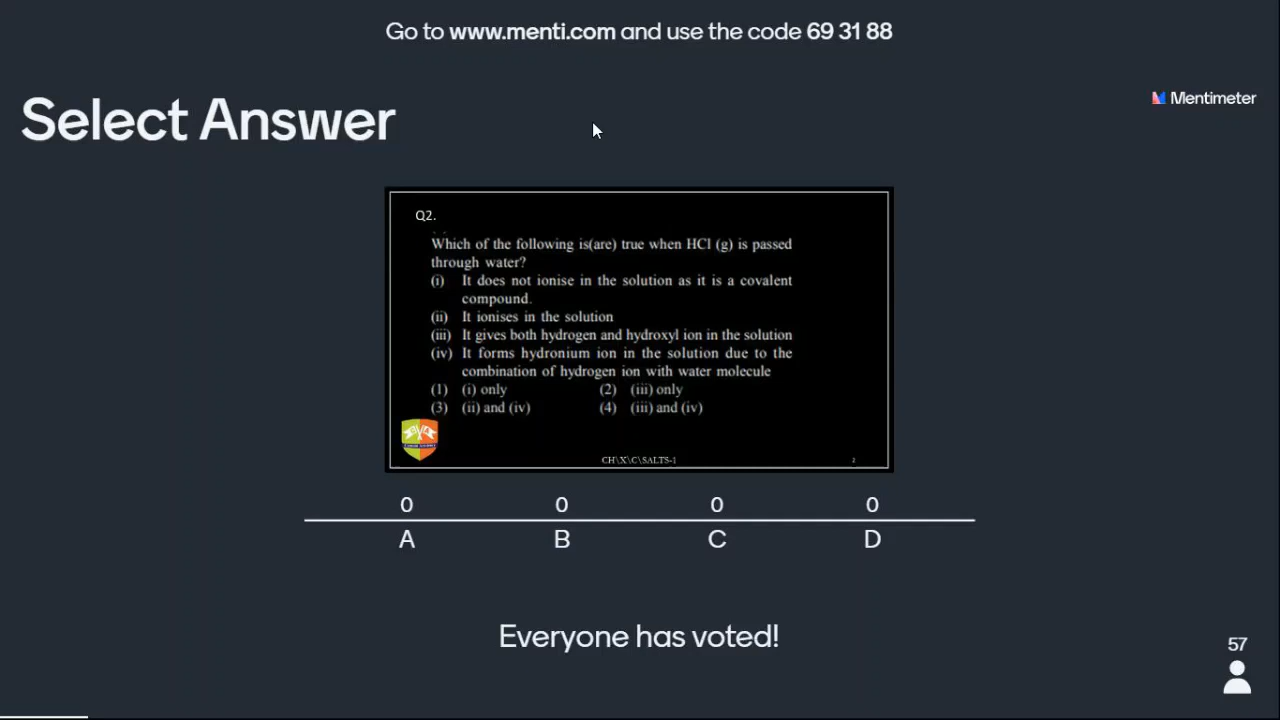 Go to www.menti.com and use the code 69 31 88
Select Answer
Mentimeter
Q2.
Which of the following is(are) true when HCl (g) is passed
through water?
(i) It does not ionise in the solution as it is a covalent
compound.
(ii) It ionises in the solution
(iii) It gives both hydrogen and hydroxyl ion in the solution
(iv) It forms hydronium ion in the solution due to the
combination of hydrogen ion with water molecule
(1) (i) only (2) (iii) only
(3) (ii) and (iv) (4) (iii) and (iv)
CH\X\C\SALTS-1 2
0 0 0 0
A B C D
Everyone has voted!
57